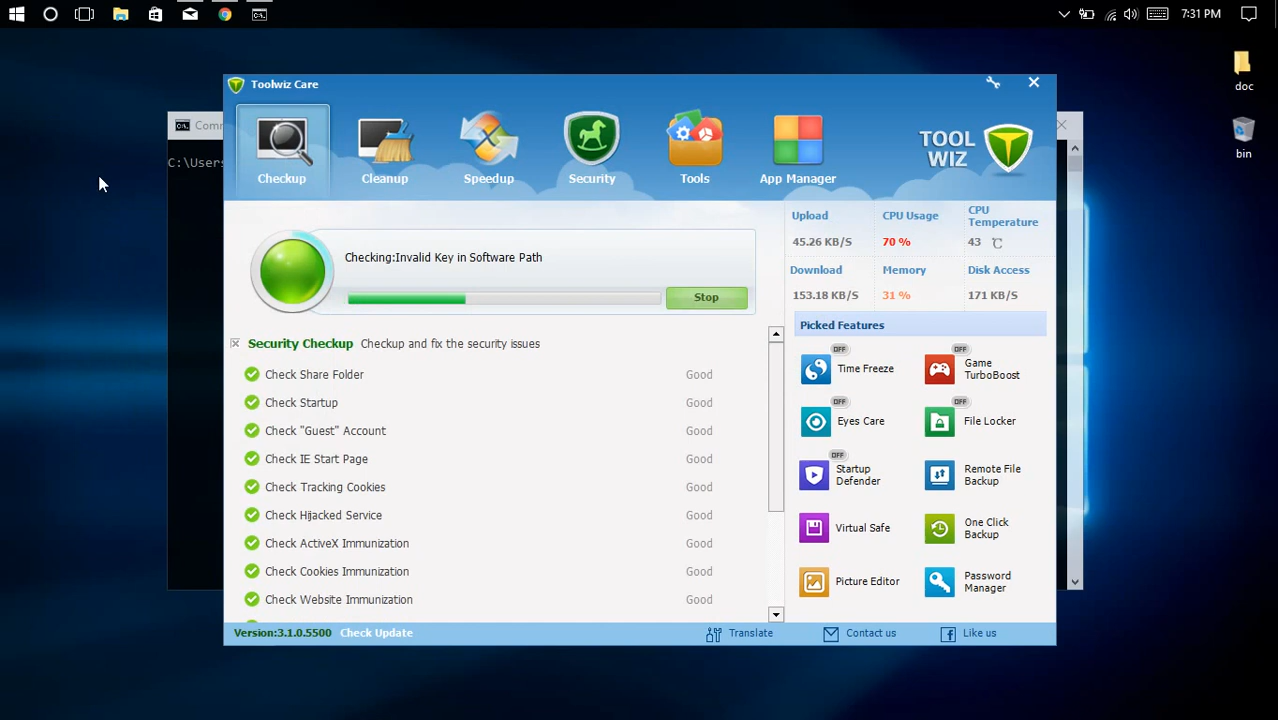 7:31 PM
doc
bin
C:\.
Comm
C:\Users
Toolwiz Care
Checkup
Cleanup
Speedup
Security
Tools
App Manager
TOOL
WIZ
Checking:Invalid Key in Software Path
Stop
Security Checkup Checkup and fix the security issues
Check Share Folder Good
Check Startup Good
Check "Guest" Account Good
Check IE Start Page Good
Check Tracking Cookies Good
Check Hijacked Service Good
Check ActiveX Immunization Good
Check Cookies Immunization Good
Check Website Immunization Good
Upload CPU Usage CPU
Temperature
45.26 KB/S 70 % 43 ℃
Download Memory Disk Access
153.18 KB/S 31 % 171 KB/S
Picked Features
OFF
Time Freeze
OFF
Game
TurboBoost
OFF
Eyes Care
OFF
File Locker
OFF
Startup
Defender
Remote File
Backup
Virtual Safe
One Click
Backup
Picture Editor
Password
Manager
Version:3.1.0.5500 Check Update
Translate
Contact us
Like us